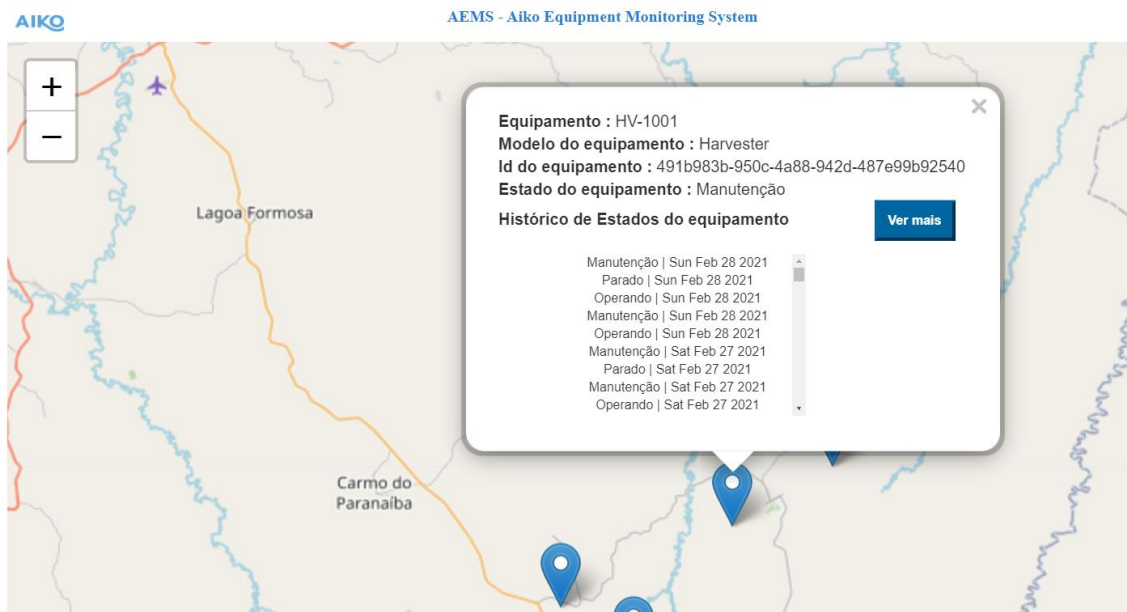 AIKO
AEMS - Aiko Equipment Monitoring System
+
−
Lagoa Formosa
Carmo do
Paranaíba
×
Equipamento : HV-1001
Modelo do equipamento : Harvester
Id do equipamento : 491b983b-950c-4a88-942d-487e99b92540
Estado do equipamento : Manutenção
Histórico de Estados do equipamento
Ver mais
Manutenção | Sun Feb 28 2021
Parado | Sun Feb 28 2021
Operando | Sun Feb 28 2021
Manutenção | Sun Feb 28 2021
Operando | Sun Feb 28 2021
Manutenção | Sat Feb 27 2021
Parado | Sat Feb 27 2021
Manutenção | Sat Feb 27 2021
Operando | Sat Feb 27 2021